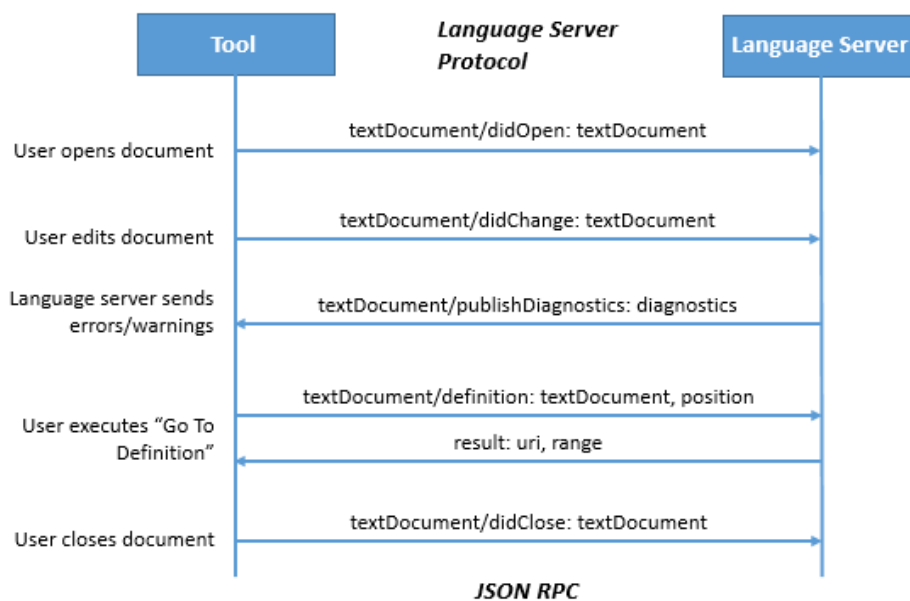 Tool
Language Server
Protocol
Language Server
textDocument/didOpen: textDocument
User opens document
textDocument/didChange: textDocument
User edits document
Language server sends
errors/warnings
textDocument/publishDiagnostics: diagnostics
textDocument/definition: textDocument, position
User executes “Go To
Definition”
result: uri, range
textDocument/didClose: textDocument
User closes document
JSON RPC